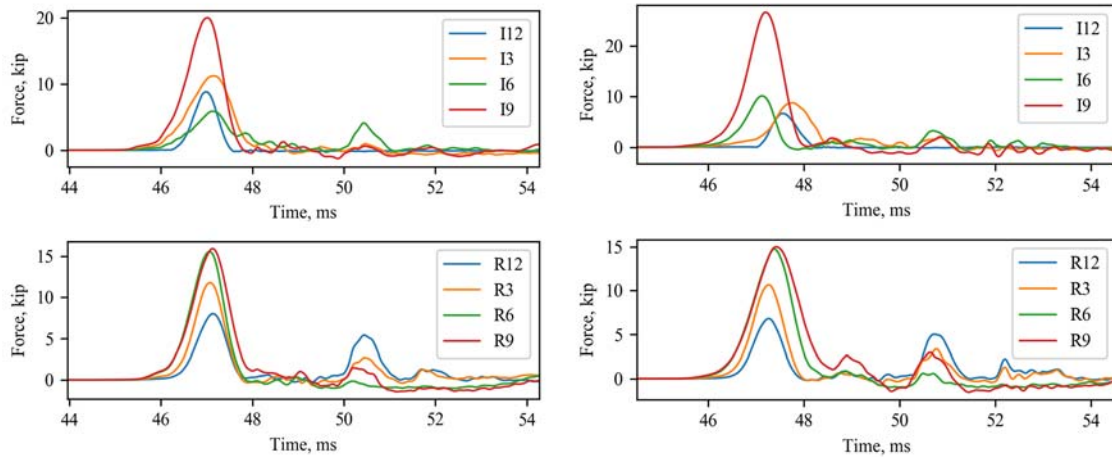 Force, kip
20
10
0
44 46 48 50 52 54
Time, ms
I12
I3
I6
I9
Force, kip
20
10
0
46 48 50 52 54
Time, ms
I12
I3
I6
I9
Force, kip
15
10
5
0
44 46 48 50 52 54
Time, ms
R12
R3
R6
R9
Force, kip
15
10
5
0
46 48 50 52 54
Time, ms
R12
R3
R6
R9